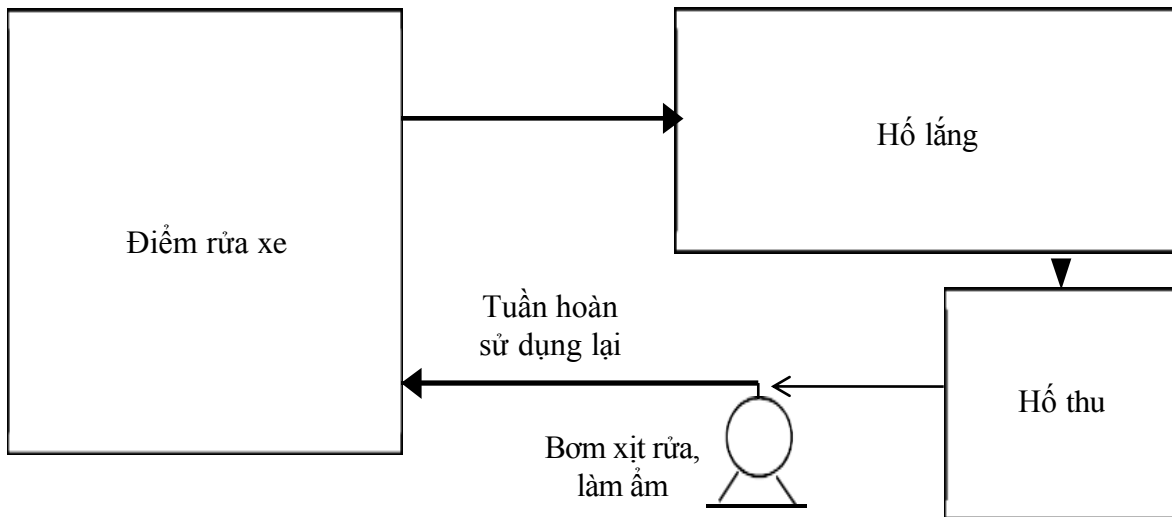 Hố lắng
Điểm rửa xe
Tuần hoàn
sử dụng lại
Hố thu
Bơm xịt rửa,
làm ẩm